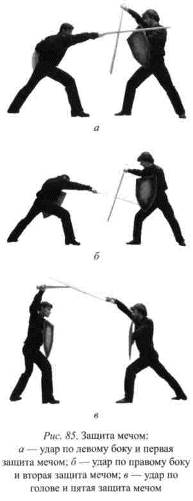 а
б
в
Рис. 85. Защита мечом:
а — удар по левому боку и первая
защита мечом; б — удар по правому боку
и вторая защита мечом; в — удар по
голове и пятая защита мечом